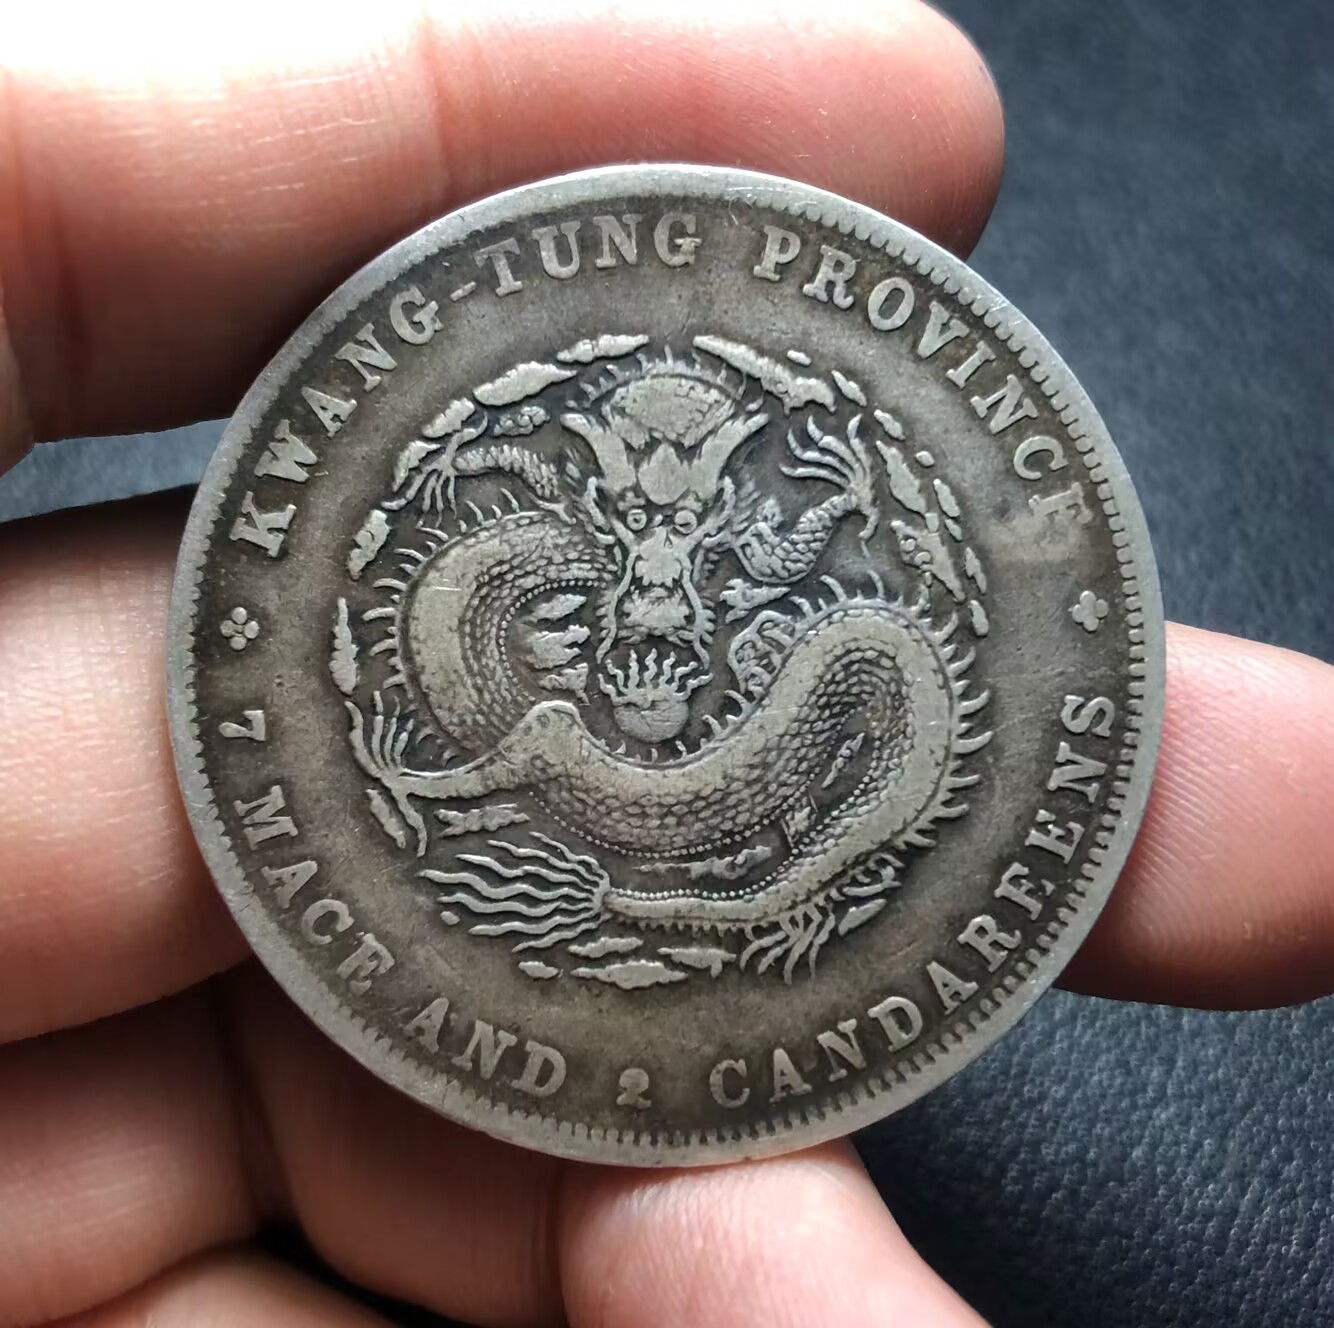 KWANG-TUNG PROVINCE
7 MACE AND 2 CANDAREENS